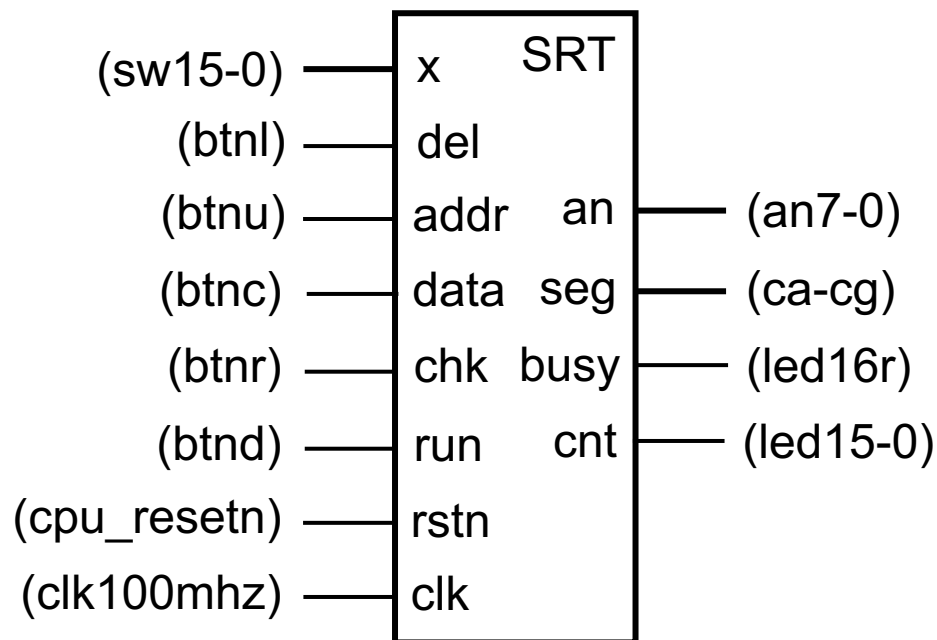 SRT
(sw15-0) x
(btnl) del
(btnu) addr an (an7-0)
(btnc) data seg (ca-cg)
(btnr) chk busy (led16r)
(btnd) run cnt (led15-0)
(cpu_resetn) rstn
(clk100mhz) clk